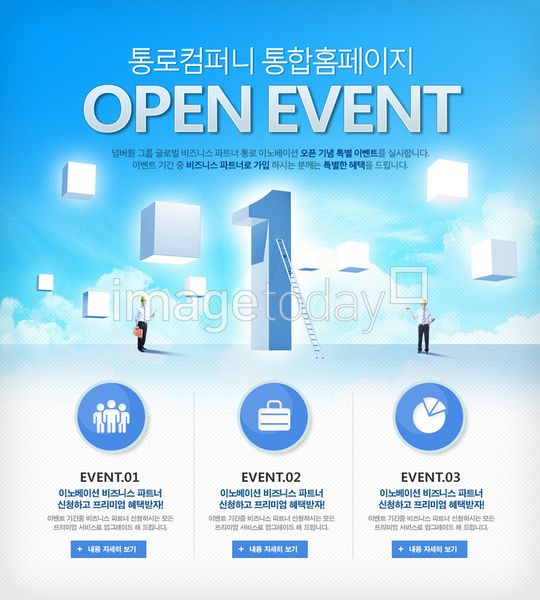 통로컴퍼니 통합홈페이지
OPEN EVENT
넘버원 그룹 글로벌 비즈니스 파트너 통로 이노베이션 오픈 기념 특별 이벤트를 실시합니다.
이벤트 기간 중 비즈니스 파트너로 가입 하시는 분께는 특별한 혜택을 드립니다.
1
imagetoday
EVENT.01
이노베이션 비즈니스 파트너
신청하고 프리미엄 혜택받자!
이벤트 기간중 비즈니스 파트너 신청하시는 모든
프리미엄 서비스로 업그레이드 해 드립니다.
+ 내용 자세히 보기
EVENT.02
이노베이션 비즈니스 파트너
신청하고 프리미엄 혜택받자!
이벤트 기간중 비즈니스 파트너 신청하시는 모든
프리미엄 서비스로 업그레이드 해 드립니다.
+ 내용 자세히 보기
EVENT.03
이노베이션 비즈니스 파트너
신청하고 프리미엄 혜택받자!
이벤트 기간중 비즈니스 파트너 신청하시는 모든
프리미엄 서비스로 업그레이드 해 드립니다.
+ 내용 자세히 보기